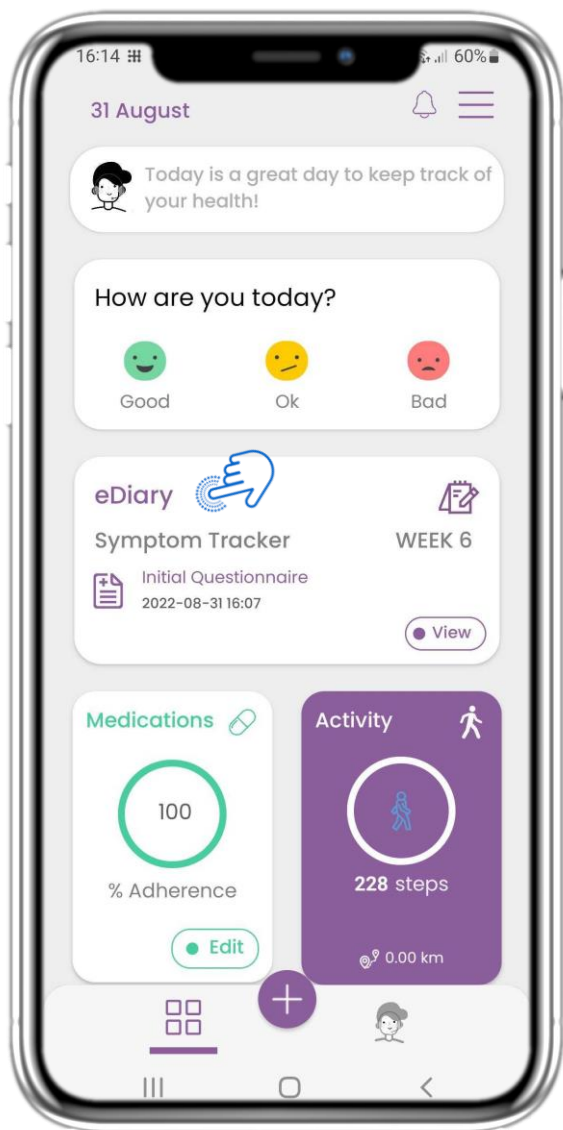 16:14 60%
31 August
Today is a great day to keep track of
your health!
How are you today?
Good Ok Bad
eDiary
Symptom Tracker WEEK 6
Initial Questionnaire
2022-08-31 16:07
View
Medications Activity
100
% Adherence 228 steps
Edit 0.00 km